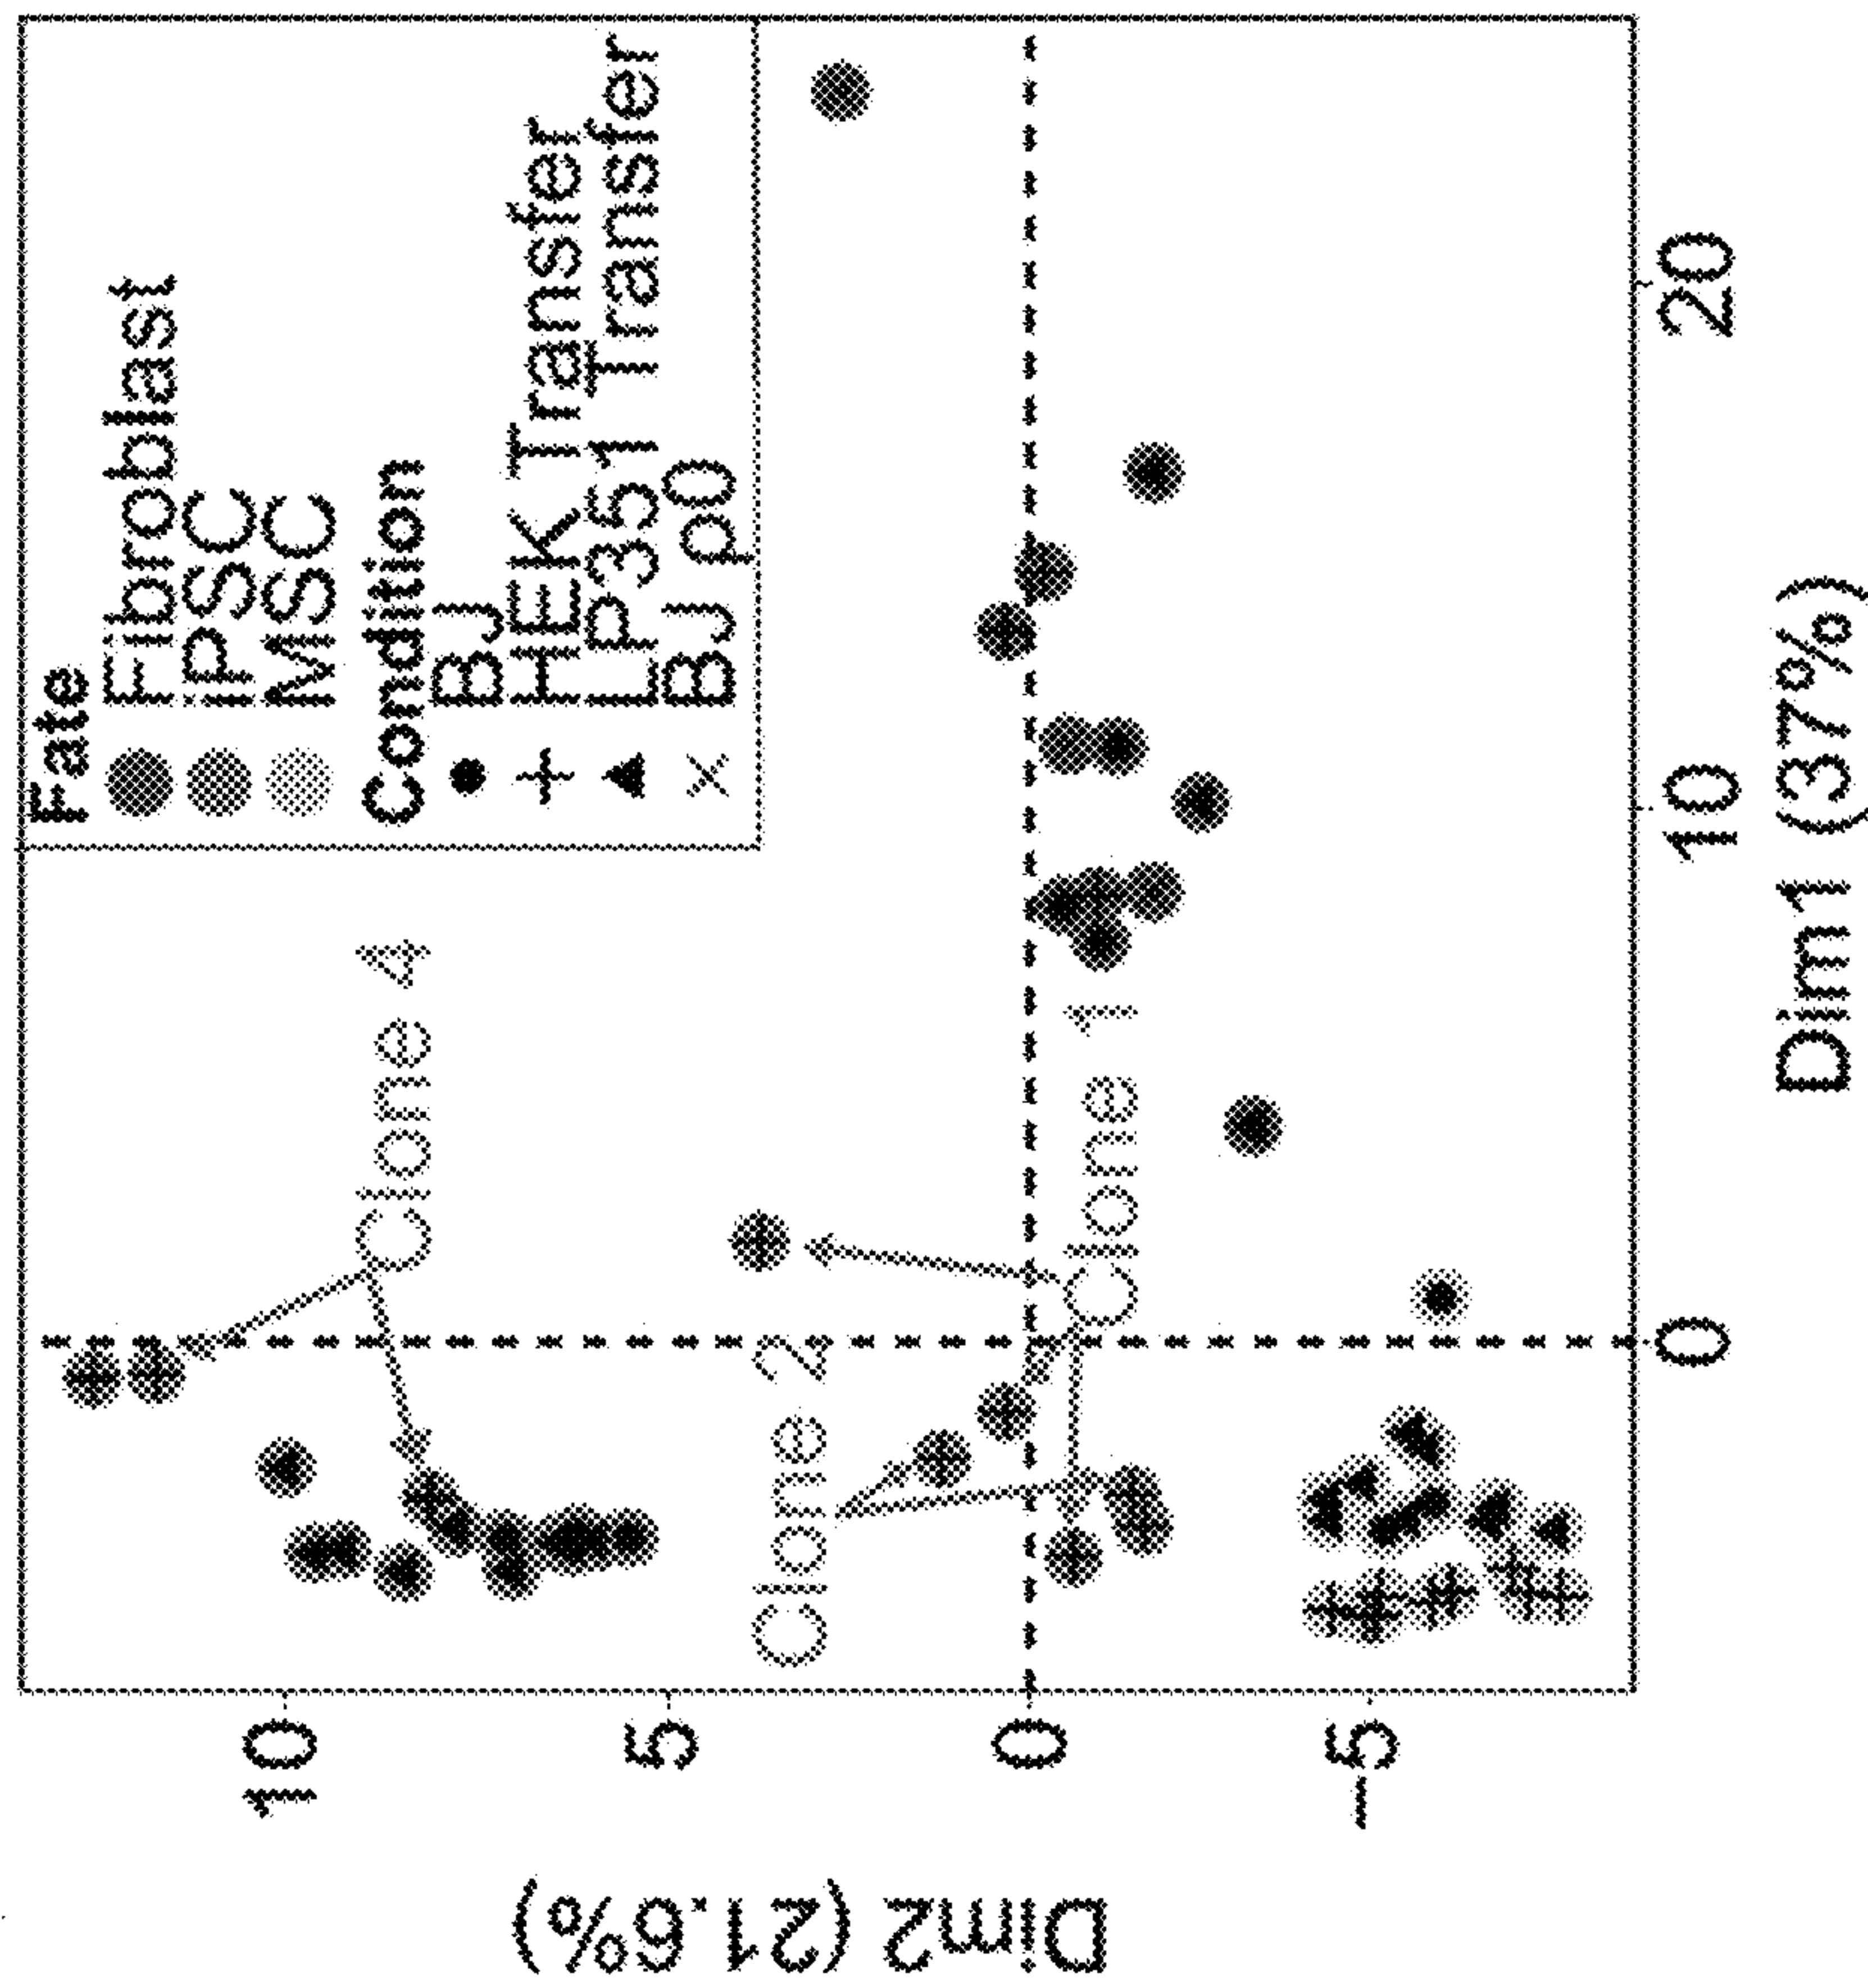 Fate
Fibroblast
iPSC
MSC
Condition
BJ
HEK Transfer
LP351 Transfer
BJ p0
Clone 4
Clone 2
Clone 1
10
5
0
-5
Dim2 (21.6%)
0
10
20
Dim1 (37%)